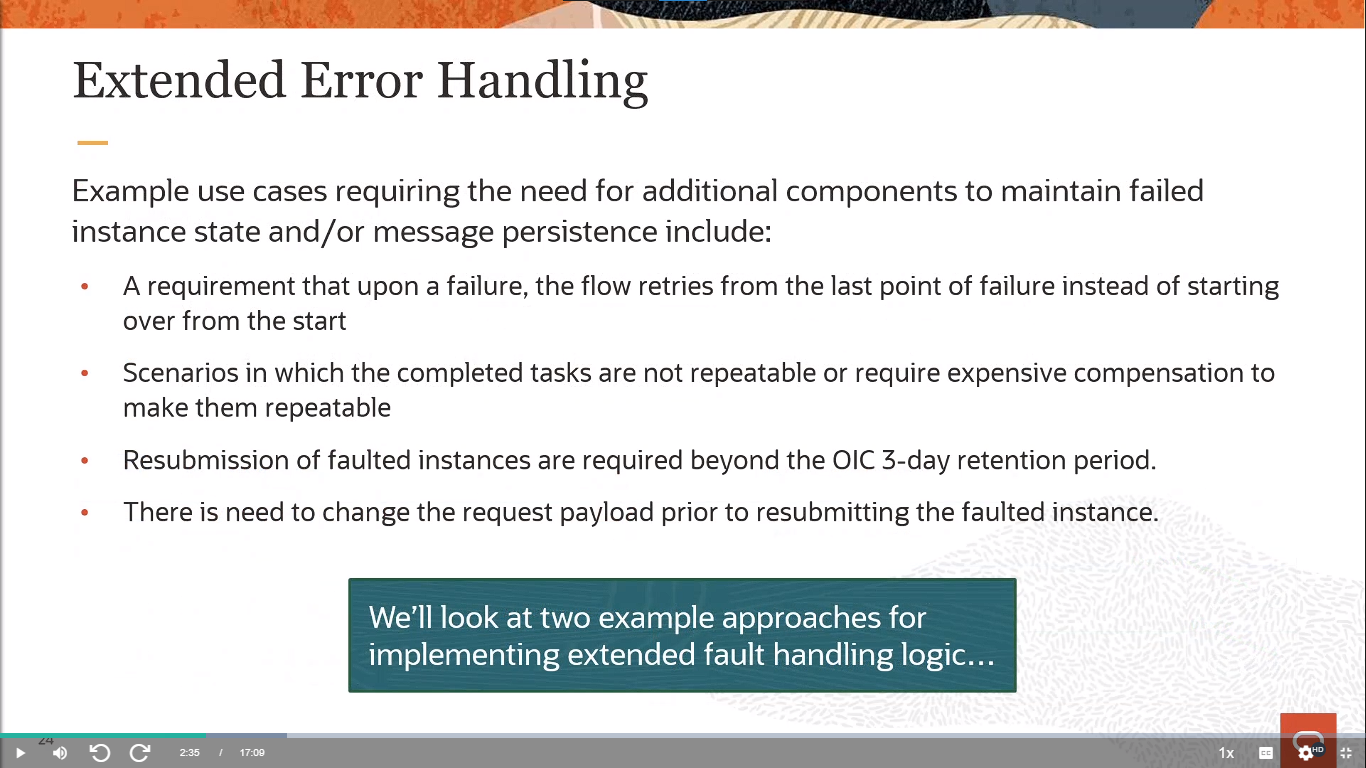 Extended Error Handling
Example use cases requiring the need for additional components to maintain failed
instance state and/or message persistence include:
• A requirement that upon a failure, the flow retries from the last point of failure instead of starting
over from the start
• Scenarios in which the completed tasks are not repeatable or require expensive compensation to
make them repeatable
• Resubmission of faulted instances are required beyond the OIC 3-day retention period.
• There is need to change the request payload prior to resubmitting the faulted instance.
We'll look at two example approaches for
implementing extended fault handling logic...
24
2:35 / 17:09 1x CC HD